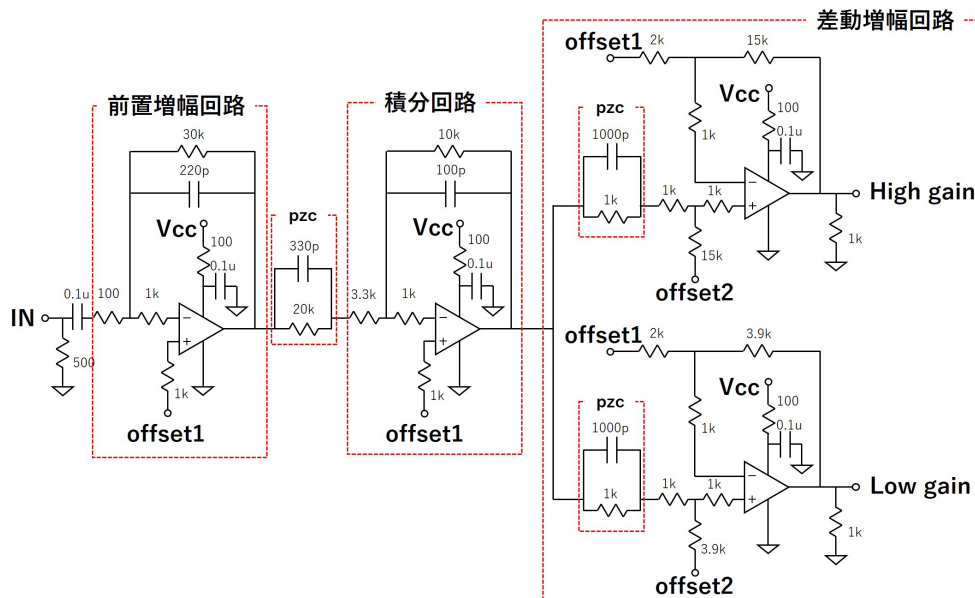 差動増幅回路
offset1
2k
15k
Vcc
100
0.1u
1k
pzc
1000p
1k
1k
1k
15k
offset2
High gain
1k
前置増幅回路
30k
220p
Vcc
100
0.1u
IN
0.1u
100
1k
500
1k
offset1
pzc
330p
20k
積分回路
10k
100p
Vcc
100
0.1u
3.3k
1k
1k
offset1
offset1
2k
3.9k
Vcc
100
0.1u
1k
pzc
1000p
1k
1k
1k
3.9k
offset2
Low gain
1k